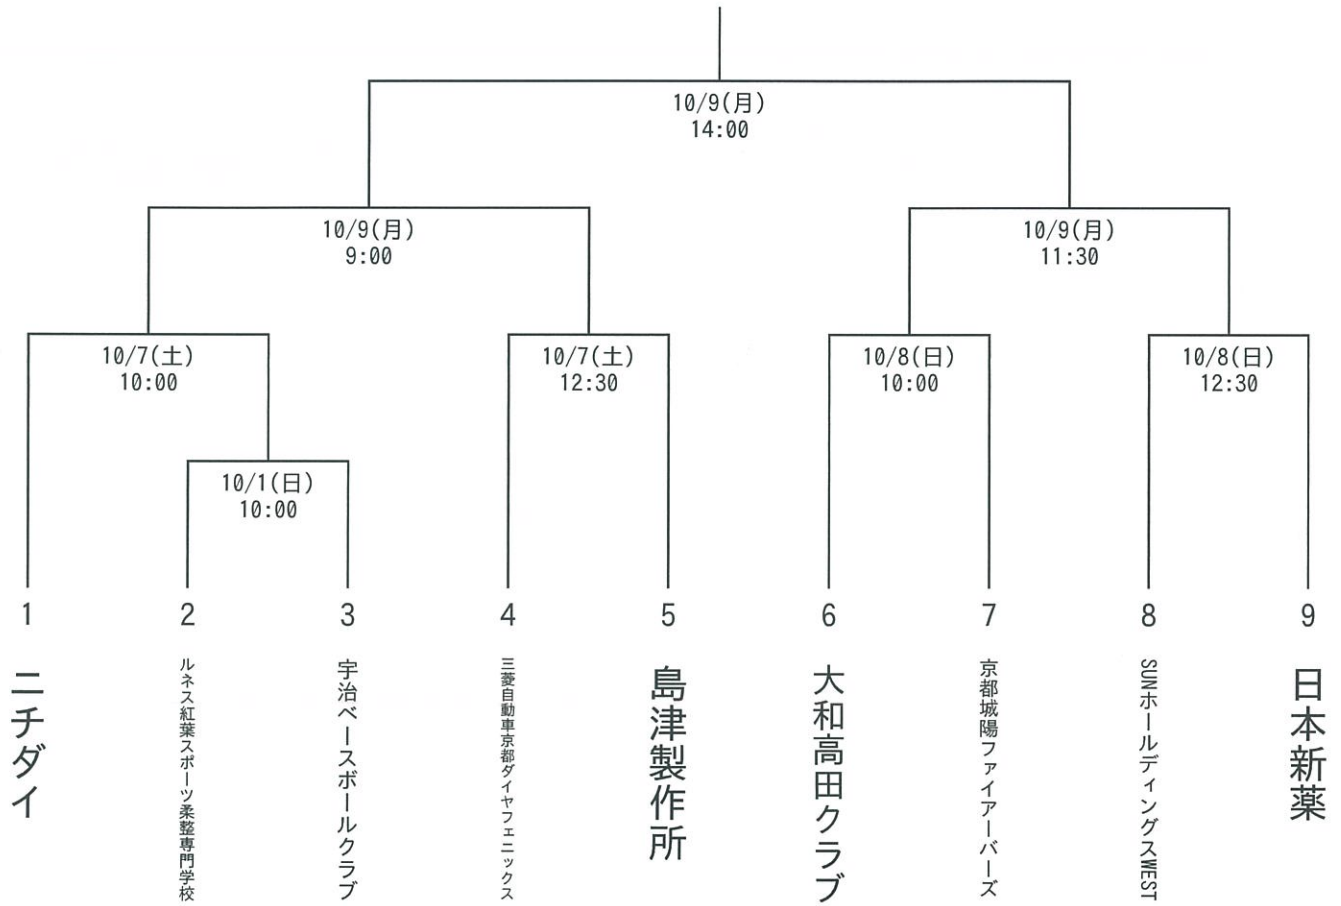 10/9(月)
14:00
10/9(月)
9:00
10/9(月)
11:30
10/7(土)
10:00
10/7(土)
12:30
10/8(日)
10:00
10/8(日)
12:30
10/1(日)
10:00
1
2
3
4
5
6
7
8
9
ニチダイ
ルネス紅葉スポーツ柔整専門学校
宇治ベースボールクラブ
三菱自動車京都ダイヤフェニックス
島津製作所
大和高田クラブ
京都城陽ファイアーバーズ
SUNホールディングスWEST
日本新薬